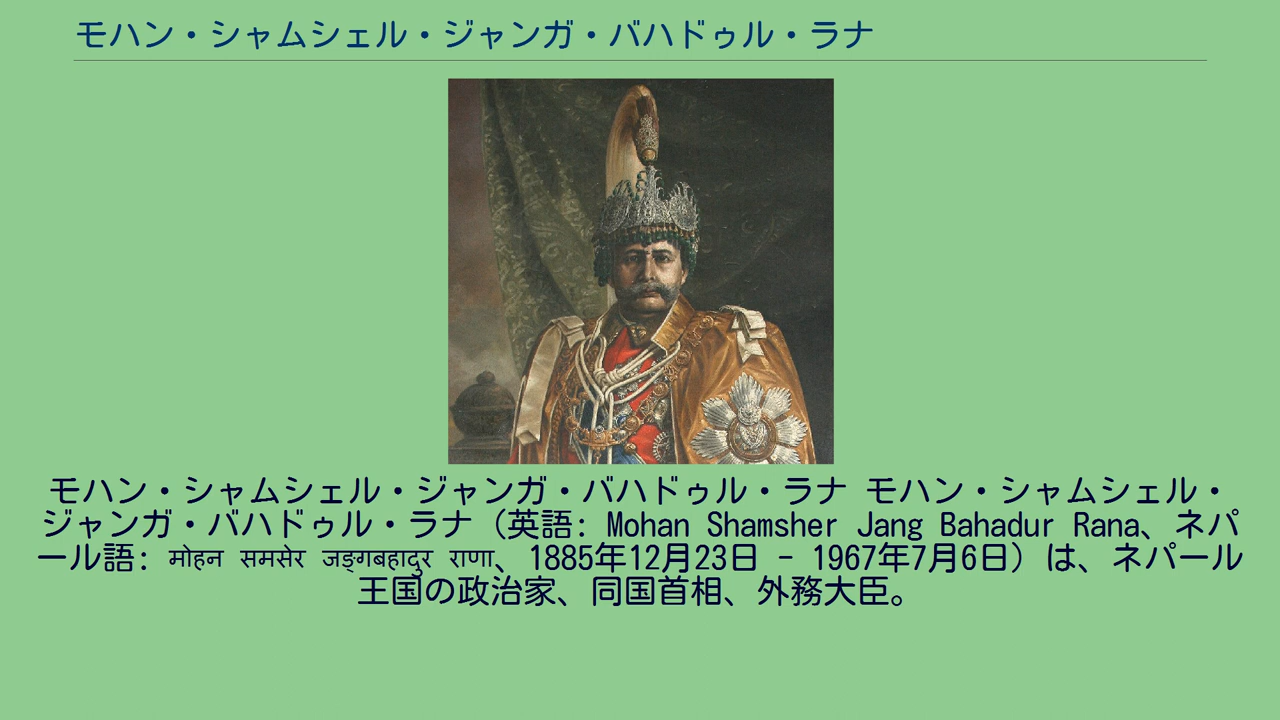 モハン・シャムシェル・ジャンガ・バハドゥル・ラナ
モハン・シャムシェル・ジャンガ・バハドゥル・ラナ モハン・シャムシェル・
ジャンガ・バハドゥル・ラナ（英語: Mohan Shamsher Jang Bahadur Rana、ネパ
ール語: मोहन समसेर जङ्गबहादुर राणा、1885年12月23日 - 1967年7月6日）は、ネパール
王国の政治家、同国首相、外務大臣。